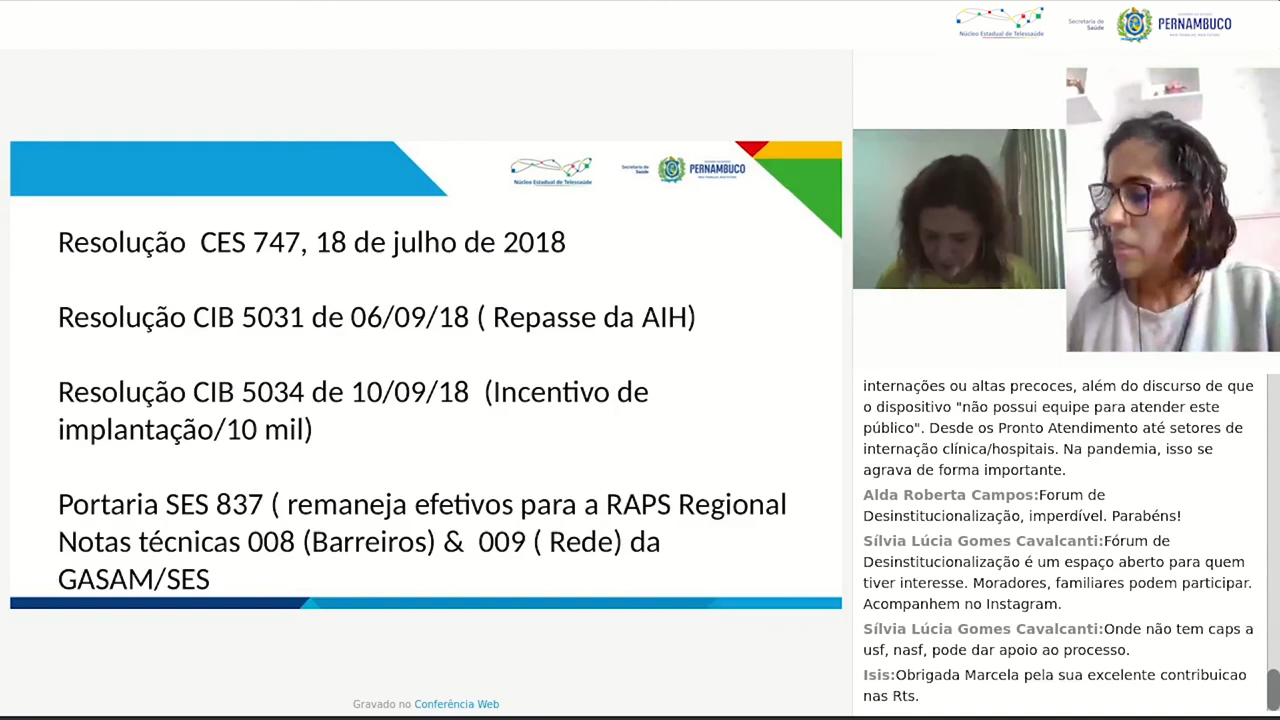 Núcleo Estadual de Telessaúde
Secretaria de
Saúde
PERNAMBUCO
Núcleo Estadual de Telessaúde
Secretaria de
Saúde
PERNAMBUCO
Resolução  CES 747, 18 de julho de 2018
Resolução CIB 5031 de 06/09/18 ( Repasse da AIH)
Resolução CIB 5034 de 10/09/18  (Incentivo de
implantação/10 mil)
Portaria SES 837 ( remaneja efetivos para a RAPS Regional
Notas técnicas 008 (Barreiros) &  009 ( Rede) da
GASAM/SES
internações ou altas precoces, além do discurso de que
o dispositivo "não possui equipe para atender este
público". Desde os Pronto Atendimento até setores de
internação clínica/hospitais. Na pandemia, isso se
agrava de forma importante.
Alda Roberta Campos:Forum de
Desinstitucionalização, imperdível. Parabéns!
Sílvia Lúcia Gomes Cavalcanti:Fórum de
Desinstitucionalização é um espaço aberto para quem
tiver interesse. Moradores, familiares podem participar.
Acompanhem no Instagram.
Sílvia Lúcia Gomes Cavalcanti:Onde não tem caps a
usf, nasf, pode dar apoio ao processo.
Isis:Obrigada Marcela pela sua excelente contribuicao
nas Rts.
Gravado no Conferência Web